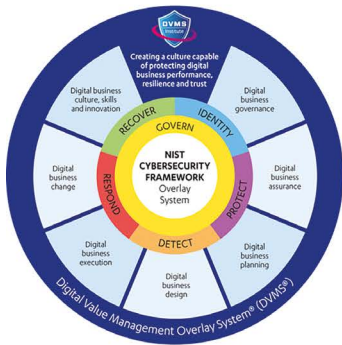 DVMS
Institute
Creating a culture capable
of protecting digital
business performance,
resilience and trust
Digital business
culture, skills
and innovation
Digital
business
governance
RECOVER
IDENTITY
GOVERN
NIST
CYBERSECURITY
FRAMEWORK
Overlay
System
Digital
business
change
RESPOND
PROTECT
Digital
business
assurance
DETECT
Digital
business
execution
Digital
business
planning
Digital
business
design
Digital Value Management Overlay System® (DVMS®)